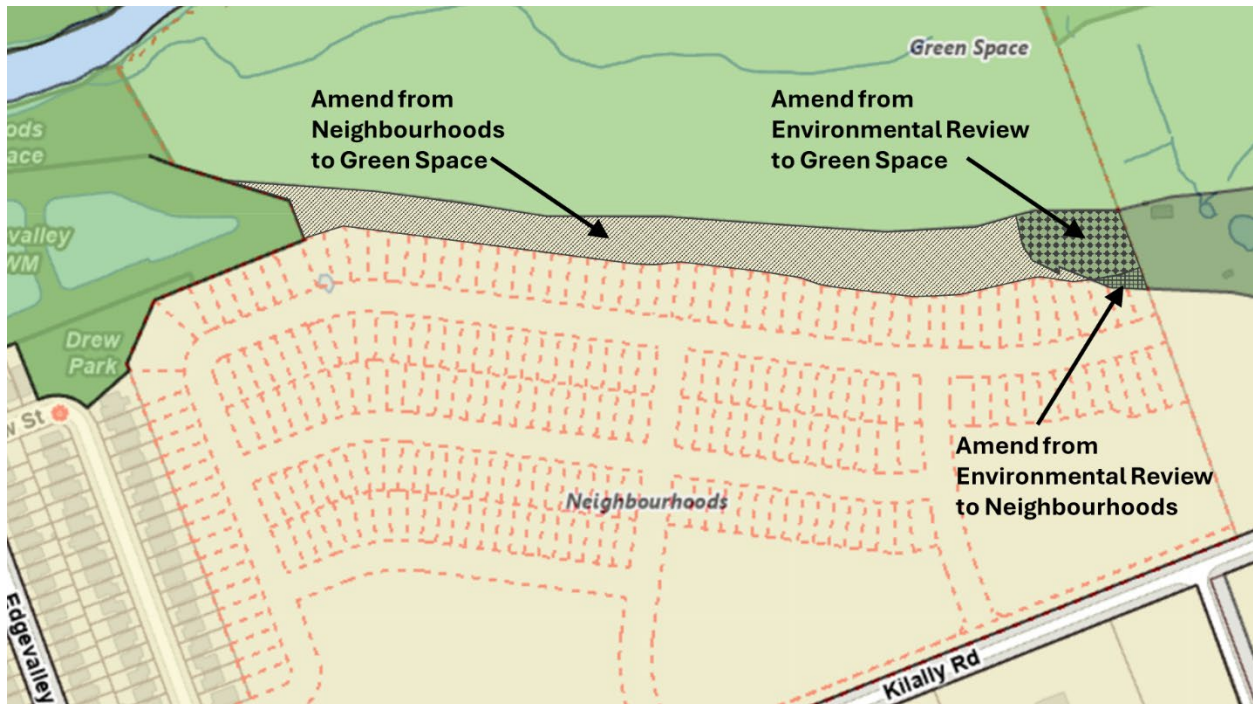 Green Space
Amend from
Neighbourhoods
to Green Space
Amend from
Environmental Review
to Green Space
Drew
Park
St
Amend from
Environmental Review
to Neighbourhoods
Neighbourhoods
Edgevalley
Kilally Rd